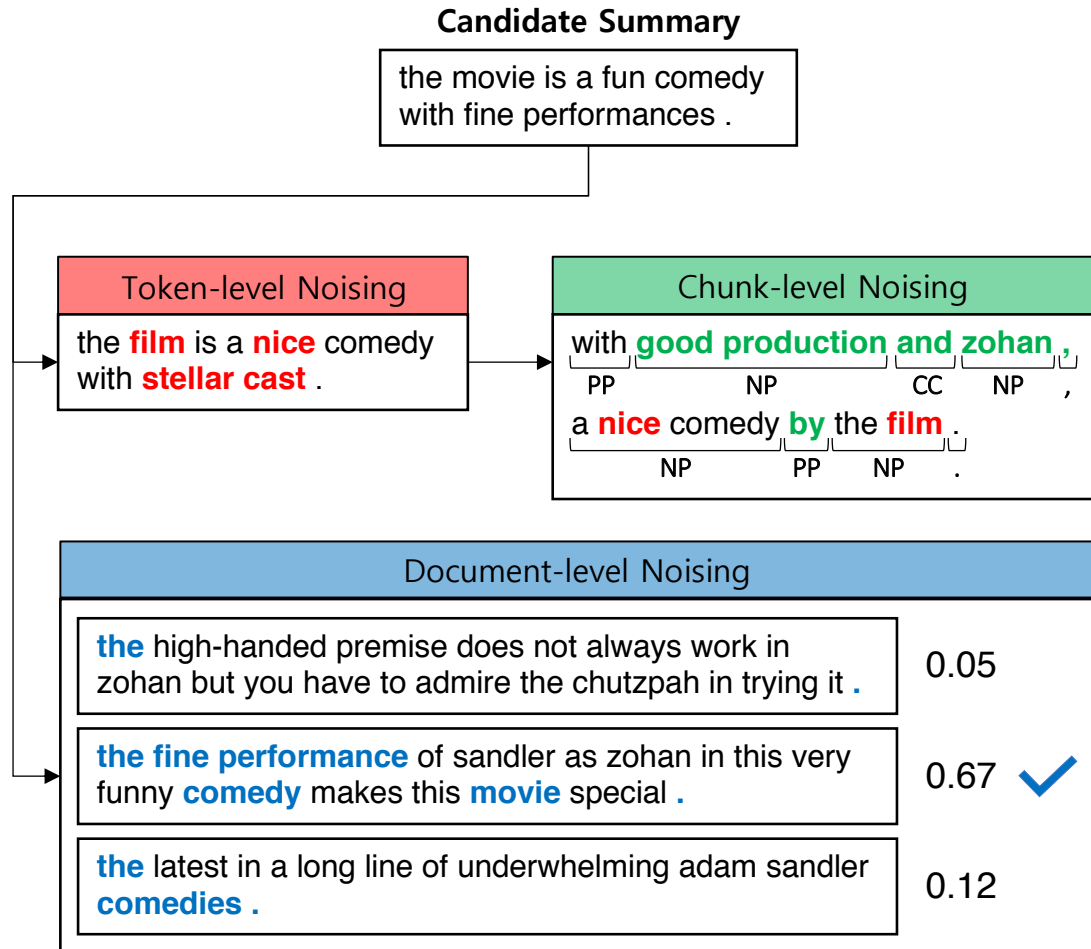 Candidate Summary
the movie is a fun comedy
with fine performances .
Token-level Noising
the film is a nice comedy
with stellar cast .
Chunk-level Noising
with good production and zohan ,
PP NP CC NP ,
a nice comedy by the film .
NP PP NP .
Document-level Noising
the high-handed premise does not always work in
zohan but you have to admire the chutzpah in trying it .
0.05
the fine performance of sandler as zohan in this very
funny comedy makes this movie special .
0.67
the latest in a long line of underwhelming adam sandler
comedies .
0.12